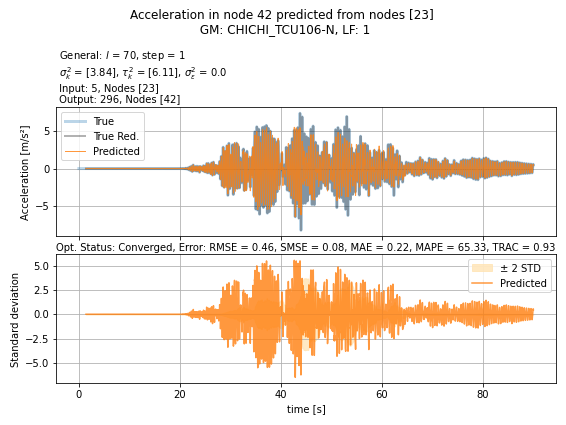 Acceleration in node 42 predicted from nodes [23]
GM: CHICHI_TCU106-N, LF: 1
General: l = 70, step = 1
σ²ₖ = [3.84], τ²ₖ = [6.11], σ²ε = 0.0
Input: 5, Nodes [23]
Output: 296, Nodes [42]
Acceleration [m/s²]
5
0
−5
True
True Red.
Predicted
Opt. Status: Converged, Error: RMSE = 0.46, SMSE = 0.08, MAE = 0.22, MAPE = 65.33, TRAC = 0.93
Standard deviation
5.0
2.5
0.0
−2.5
−5.0
± 2 STD
Predicted
0 20 40 60 80
time [s]